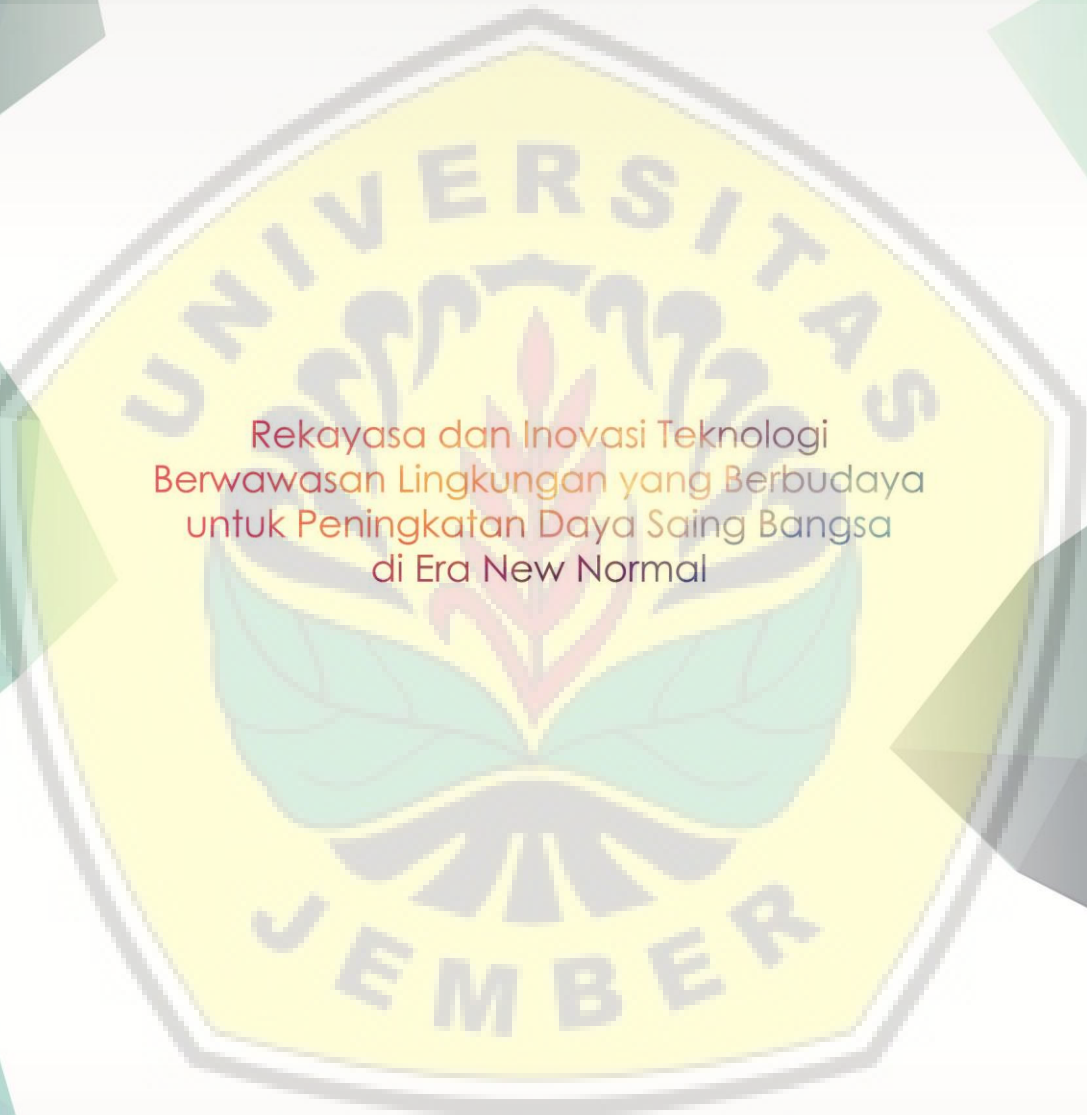 UNIVERSITAS
Rekayasa dan Inovasi Teknologi
Berwawasan Lingkungan yang Berbudaya
untuk Peningkatan Daya Saing Bangsa
di Era New Normal
JEMBER